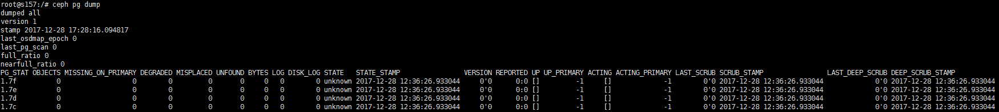 root@s157:/# ceph pg dump
dumped all
version 1
stamp 2017-12-28 17:28:16.094817
last_osdmap_epoch 0
last_pg_scan 0
full_ratio 0
nearfull_ratio 0
PG_STAT OBJECTS MISSING_ON_PRIMARY DEGRADED MISPLACED UNFOUND BYTES LOG DISK_LOG STATE STATE_STAMP VERSION REPORTED UP UP_PRIMARY ACTING ACTING_PRIMARY LAST_SCRUB SCRUB_STAMP LAST_DEEP_SCRUB DEEP_SCRUB_STAMP
1.7f 0 0 0 0 0 0 0 0 unknown 2017-12-28 12:36:26.933044 0'0 0:0 [] -1 [] -1 0'0 2017-12-28 12:36:26.933044 0'0 2017-12-28 12:36:26.933044
1.7e 0 0 0 0 0 0 0 0 unknown 2017-12-28 12:36:26.933044 0'0 0:0 [] -1 [] -1 0'0 2017-12-28 12:36:26.933044 0'0 2017-12-28 12:36:26.933044
1.7d 0 0 0 0 0 0 0 0 unknown 2017-12-28 12:36:26.933044 0'0 0:0 [] -1 [] -1 0'0 2017-12-28 12:36:26.933044 0'0 2017-12-28 12:36:26.933044
1.7c 0 0 0 0 0 0 0 0 unknown 2017-12-28 12:36:26.933044 0'0 0:0 [] -1 [] -1 0'0 2017-12-28 12:36:26.933044 0'0 2017-12-28 12:36:26.933044